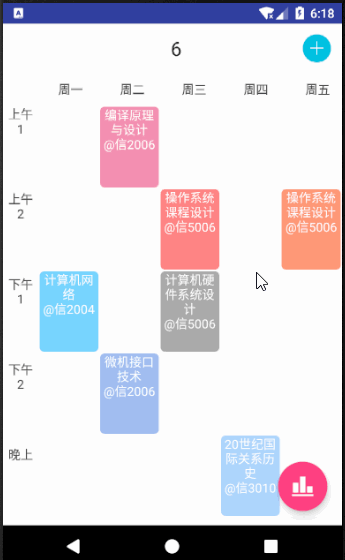 A
6:18
6
周一 周二 周三 周四 周五
上午
1
编译原理
与设计
@信2006
上午
2
操作系统
课程设计
@信5006
操作系统
课程设计
@信5006
下午
1
计算机网
络
@信2004
计算机硬
件系统设
计
@信5006
下午
2
微机接口
技术
@信2006
晚上
20世纪国
际关系历
史
@信3010